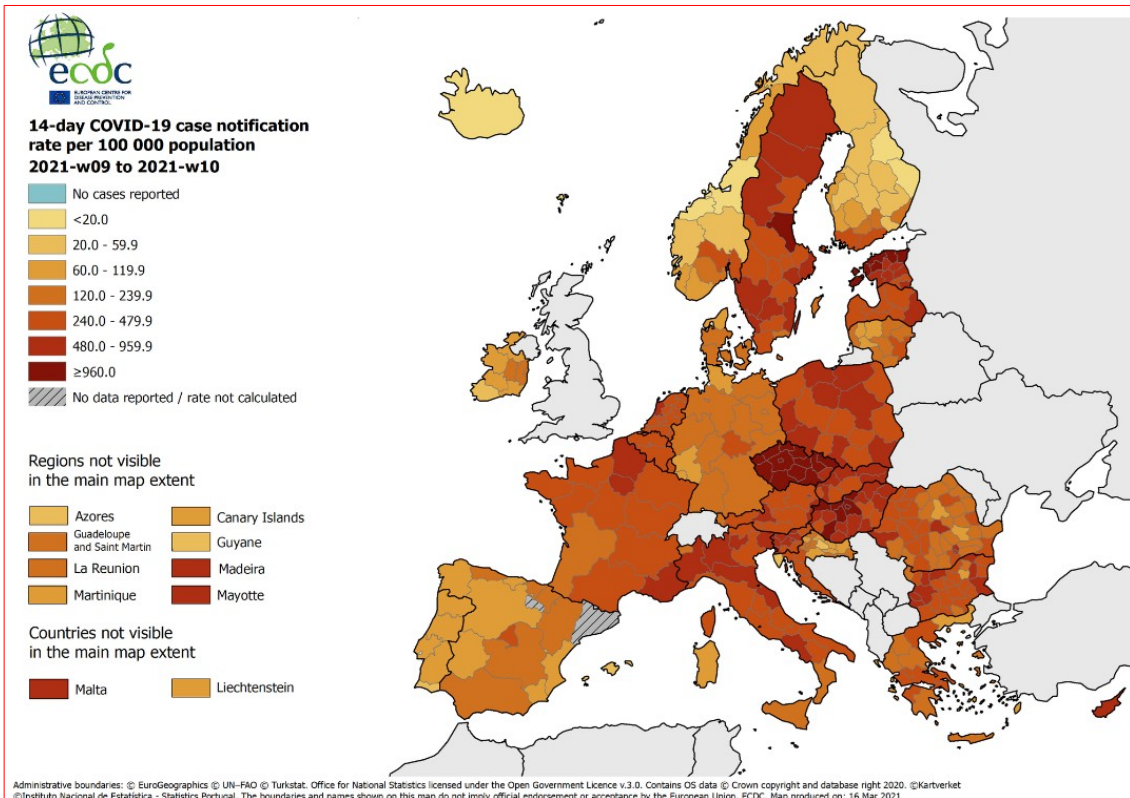 ecdc
EUROPEAN CENTRE FOR
DISEASE PREVENTION
AND CONTROL
14-day COVID-19 case notification
rate per 100 000 population
2021-w09 to 2021-w10
No cases reported
<20.0
20.0 - 59.9
60.0 - 119.9
120.0 - 239.9
240.0 - 479.9
480.0 - 959.9
≥960.0
No data reported / rate not calculated
Regions not visible
in the main map extent
Azores
Canary Islands
Guadeloupe
and Saint Martin
Guyane
La Reunion
Madeira
Martinique
Mayotte
Countries not visible
in the main map extent
Malta
Liechtenstein
Administrative boundaries: © EuroGeographics © UN–FAO © Turkstat. Office for National Statistics licensed under the Open Government Licence v.3.0. Contains OS data © Crown copyright and database right 2020. ©Kartverket
©Instituto Nacional de Estatística - Statistics Portugal. The boundaries and names shown on this map do not imply official endorsement or acceptance by the European Union. ECDC. Map produced on: 16 Mar 2021